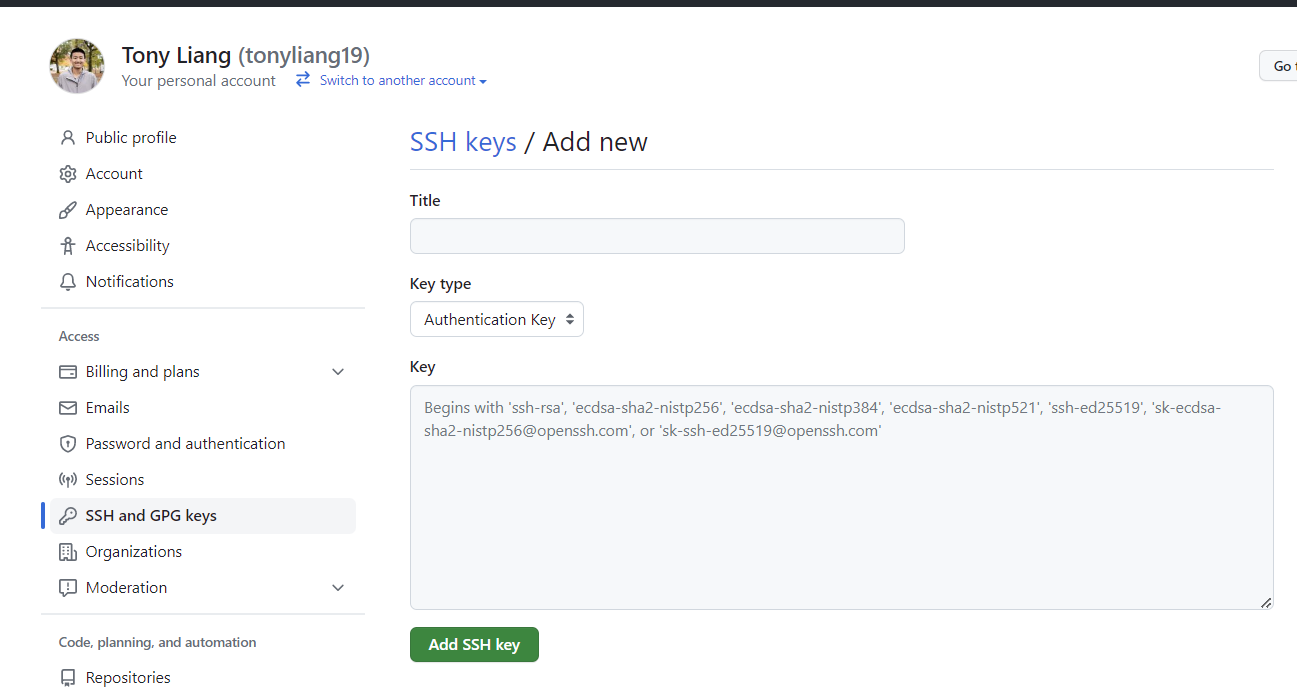 Tony Liang (tonyliang19)
Your personal account
Switch to another account
Go
Public profile
Account
Appearance
Accessibility
Notifications
Access
Billing and plans
Emails
Password and authentication
Sessions
SSH and GPG keys
Organizations
Moderation
Code, planning, and automation
Repositories
SSH keys / Add new
Title
Key type
Authentication Key
Key
Begins with 'ssh-rsa', 'ecdsa-sha2-nistp256', 'ecdsa-sha2-nistp384', 'ecdsa-sha2-nistp521', 'ssh-ed25519', 'sk-ecdsa-
sha2-nistp256@openssh.com', or 'sk-ssh-ed25519@openssh.com'
Add SSH key